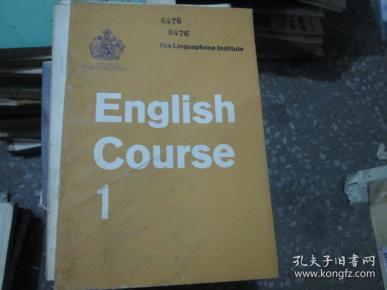 6476
6476
The Linguaphone Institute
English
Course
1
孔夫子旧书网
www.kongfz.com